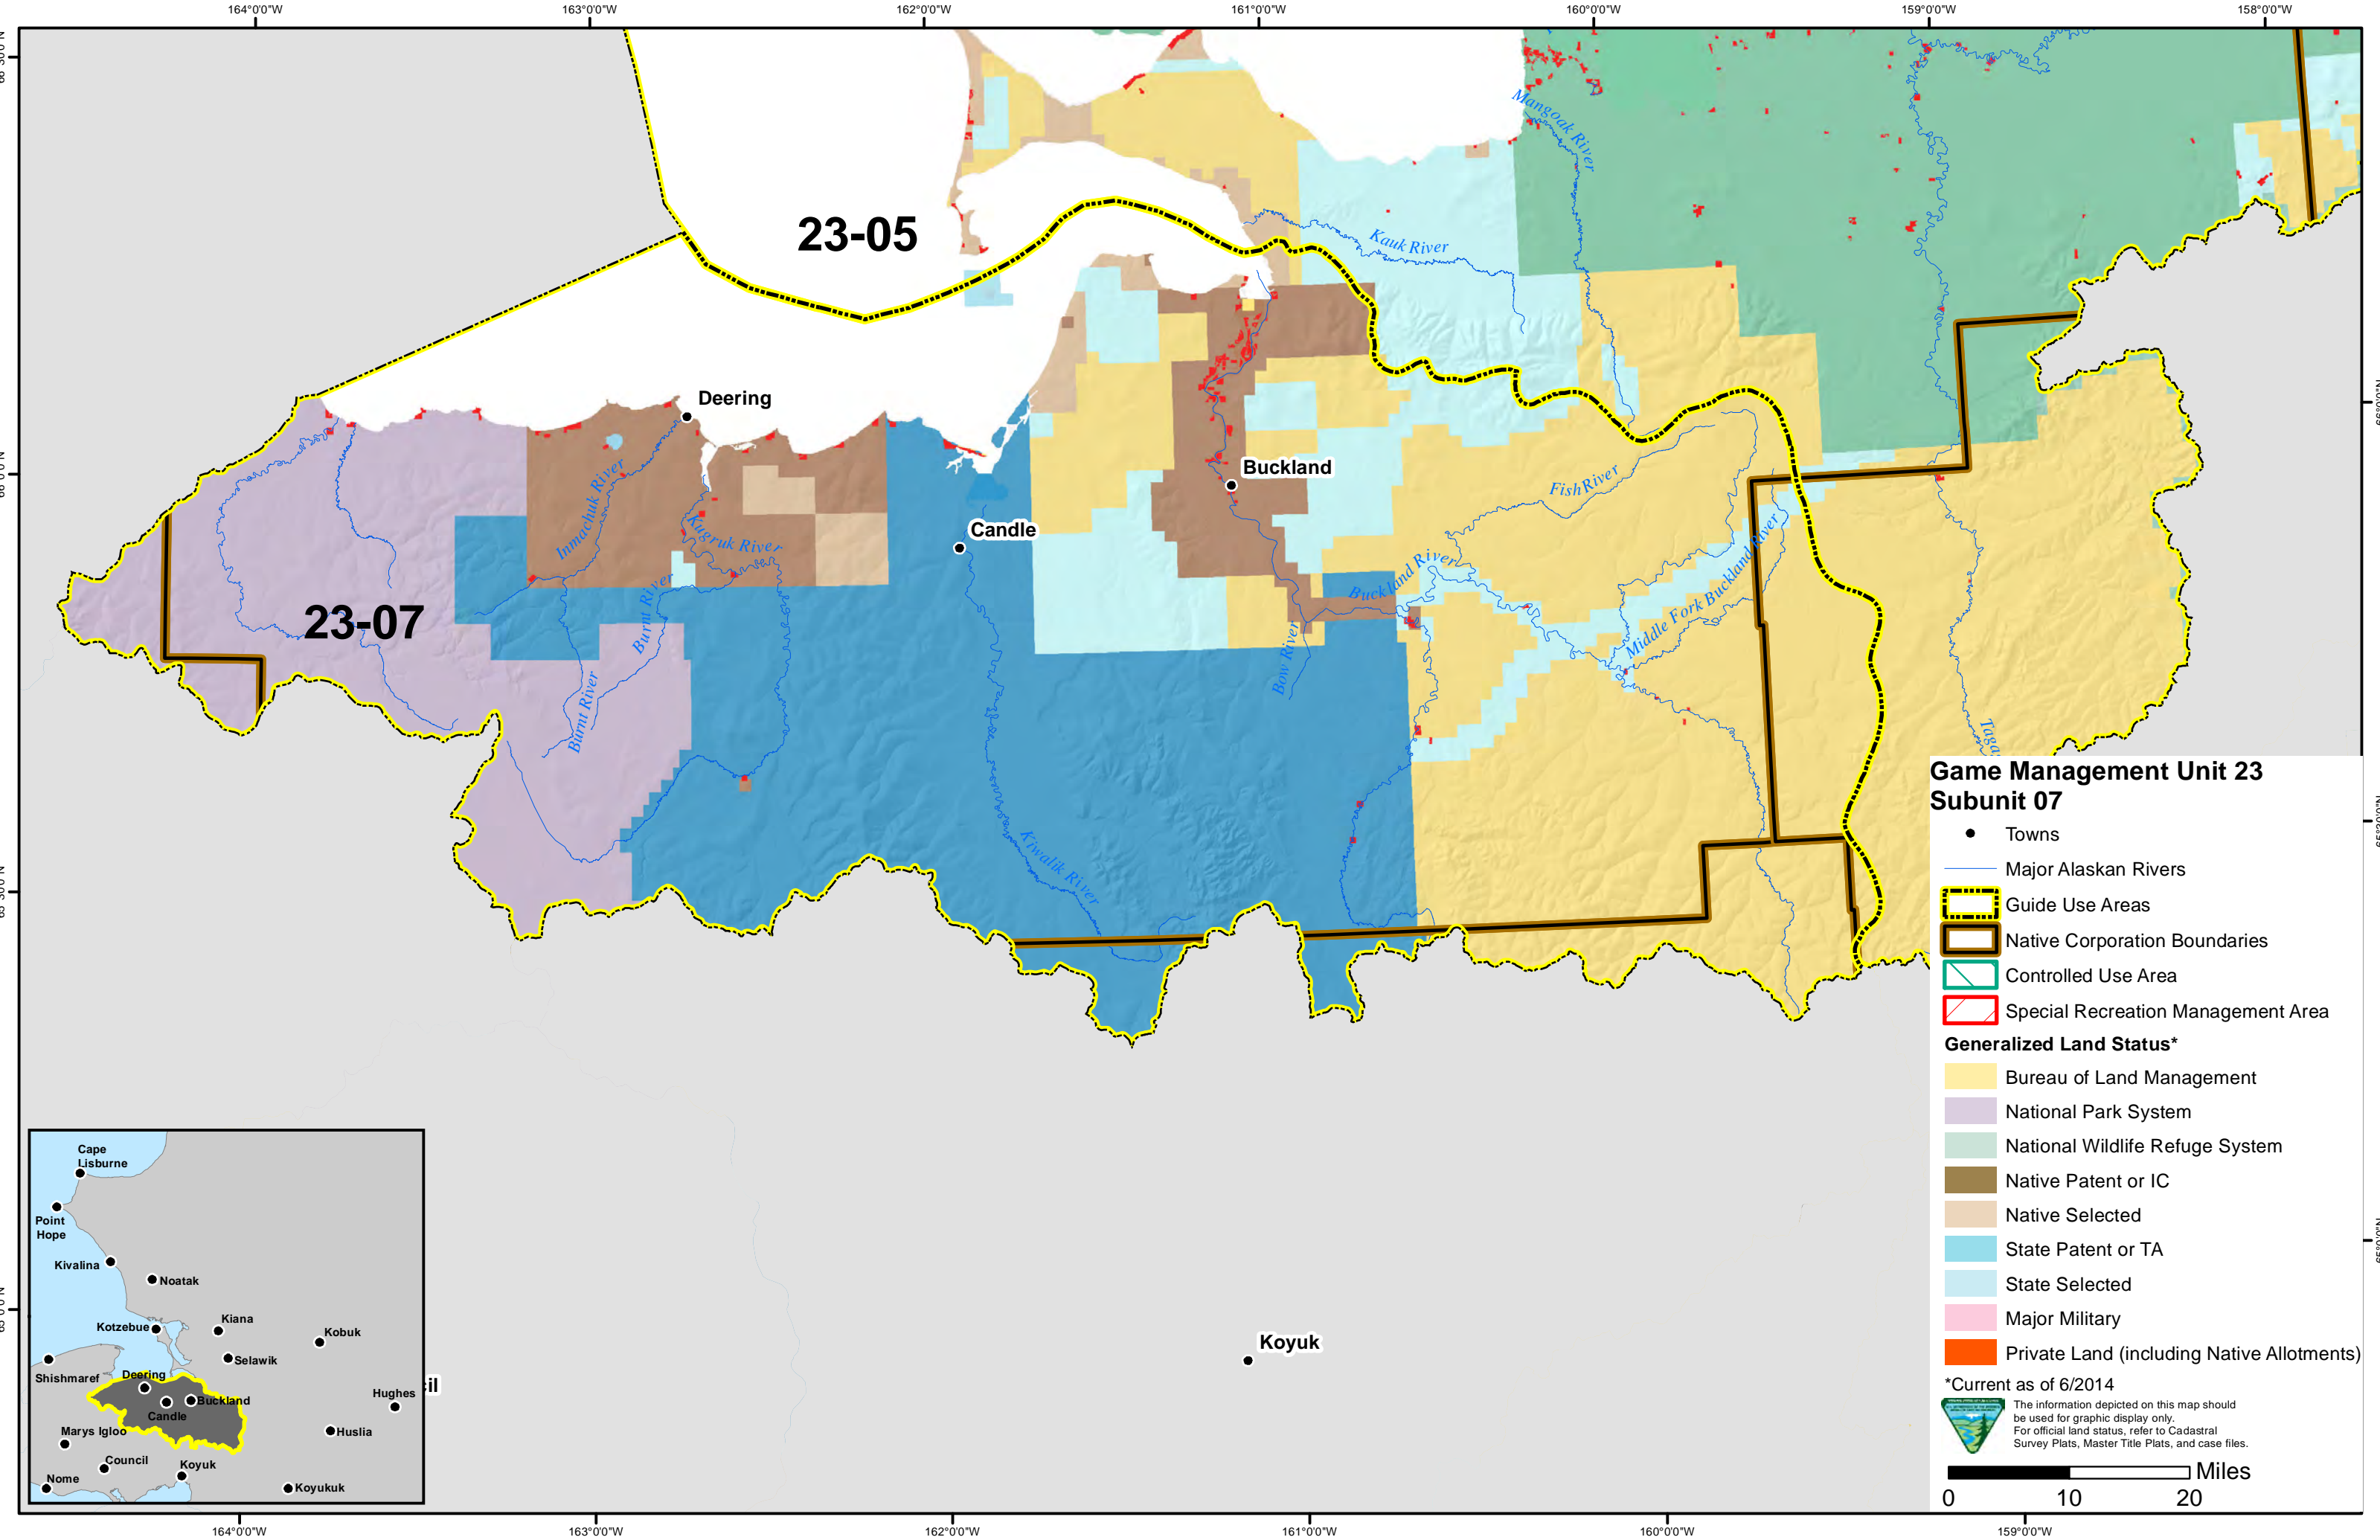 164°0'0"W
163°0'0"W
162°0'0"W
161°0'0"W
160°0'0"W
159°0'0"W
158°0'0"W
Mangoak River
23-05
Kauk River
Deering
Buckland
Fish River
Inmachuk River
Candle
Kugruk River
Buckland River
Middle Fork Buckland River
Burnt River
23-07
Bow River
Burnt River
Taga
Kiwalik River
Game Management Unit 23
Subunit 07
Towns
Major Alaskan Rivers
Guide Use Areas
Native Corporation Boundaries
Controlled Use Area
Special Recreation Management Area
Generalized Land Status*
Bureau of Land Management
National Park System
National Wildlife Refuge System
Native Patent or IC
Native Selected
State Patent or TA
State Selected
Major Military
Private Land (including Native Allotments)
*Current as of 6/2014
The information depicted on this map should
be used for graphic display only.
For official land status, refer to Cadastral
Survey Plats, Master Title Plats, and case files.
Miles
0 10 20
Koyuk
il
Cape
Lisburne
Point
Hope
Kivalina
Noatak
Kiana
Kotzebue
Kobuk
Selawik
Shishmaref
Deering
Buckland
Hughes
Candle
Marys Igloo
Huslia
Council
Koyuk
Nome
Koyukuk
164°0'0"W
163°0'0"W
162°0'0"W
161°0'0"W
160°0'0"W
159°0'0"W